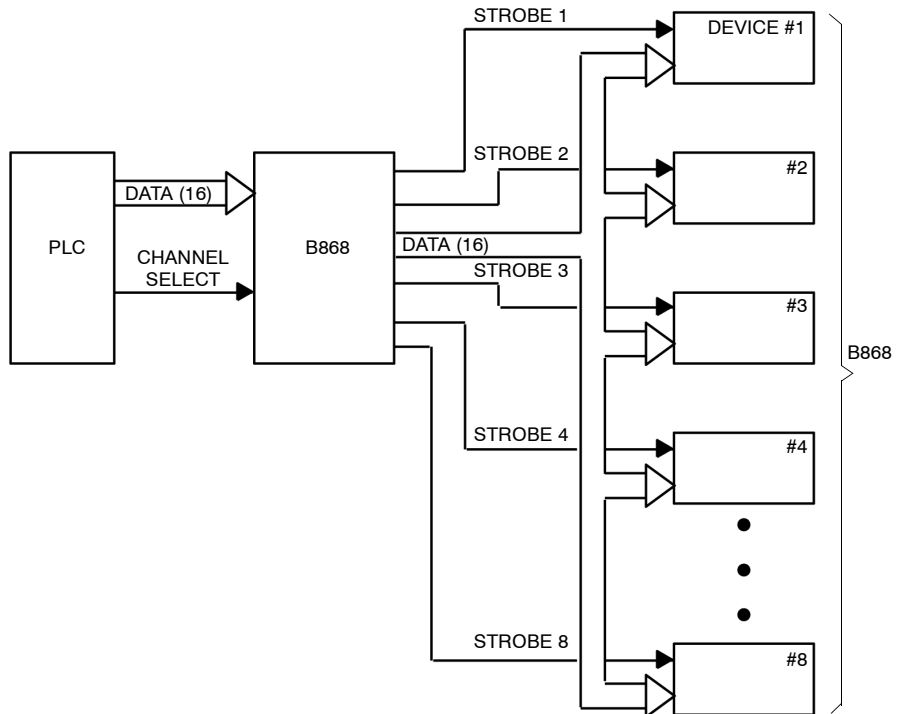 STROBE 1
DEVICE #1
STROBE 2
#2
DATA (16)
PLC
B868
DATA (16)
CHANNEL
SELECT
STROBE 3
#3
B868
STROBE 4
#4
STROBE 8
#8